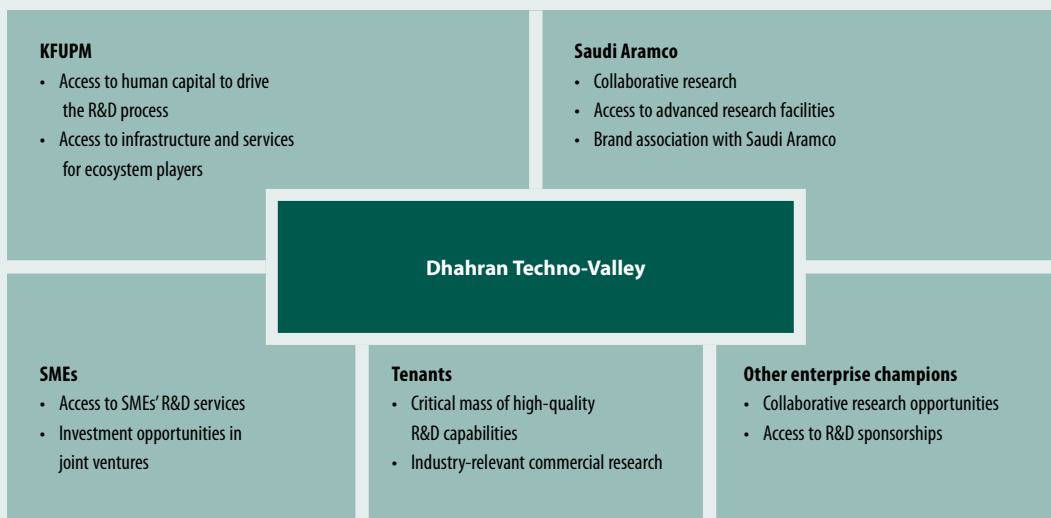 KFUPM
• Access to human capital to drive
the R&D process
• Access to infrastructure and services
for ecosystem players
Saudi Aramco
• Collaborative research
• Access to advanced research facilities
• Brand association with Saudi Aramco
Dhahran Techno-Valley
SMEs
• Access to SMEs’ R&D services
• Investment opportunities in
joint ventures
Tenants
• Critical mass of high-quality
R&D capabilities
• Industry-relevant commercial research
Other enterprise champions
• Collaborative research opportunities
• Access to R&D sponsorships